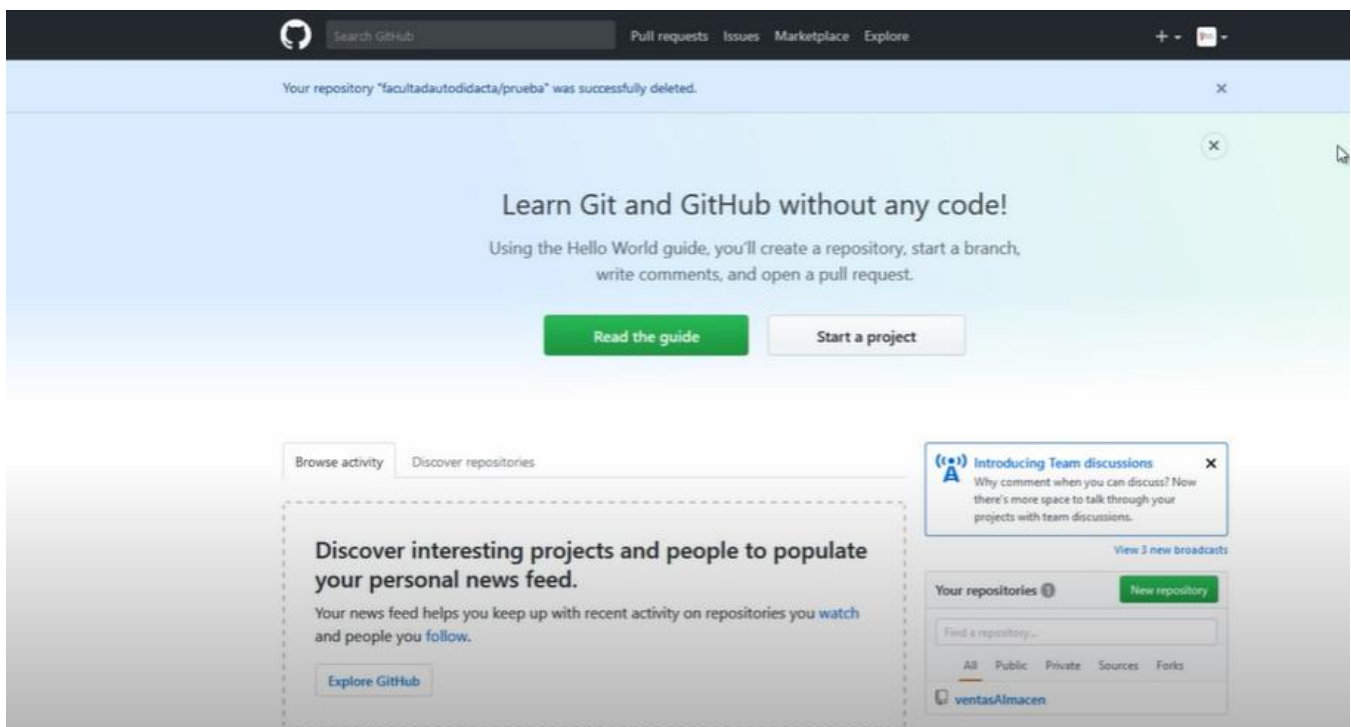 Search GitHub
Pull requests Issues Marketplace Explore
Your repository "facultadautodidacta/prueba" was successfully deleted.
Learn Git and GitHub without any code!
Using the Hello World guide, you'll create a repository, start a branch,
write comments, and open a pull request.
Read the guide
Start a project
Browse activity
Discover repositories
Discover interesting projects and people to populate
your personal news feed.
Your news feed helps you keep up with recent activity on repositories you watch
and people you follow.
Explore GitHub
Introducing Team discussions
Why comment when you can discuss? Now
there's more space to talk through your
projects with team discussions.
View 3 new broadcasts
Your repositories
New repository
Find a repository...
All Public Private Sources Forks
ventasAlmacen